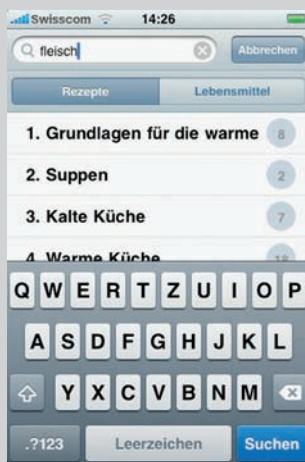 Swisscom 14:26
fleisch Abbrechen
Rezepte Lebensmittel
1. Grundlagen für die warme 8
2. Suppen 2
3. Kalte Küche 7
4. Warme Küche 18
Q W E R T Z U I O P
A S D F G H J K L
Y X C V B N M
.?123 Leerzeichen Suchen